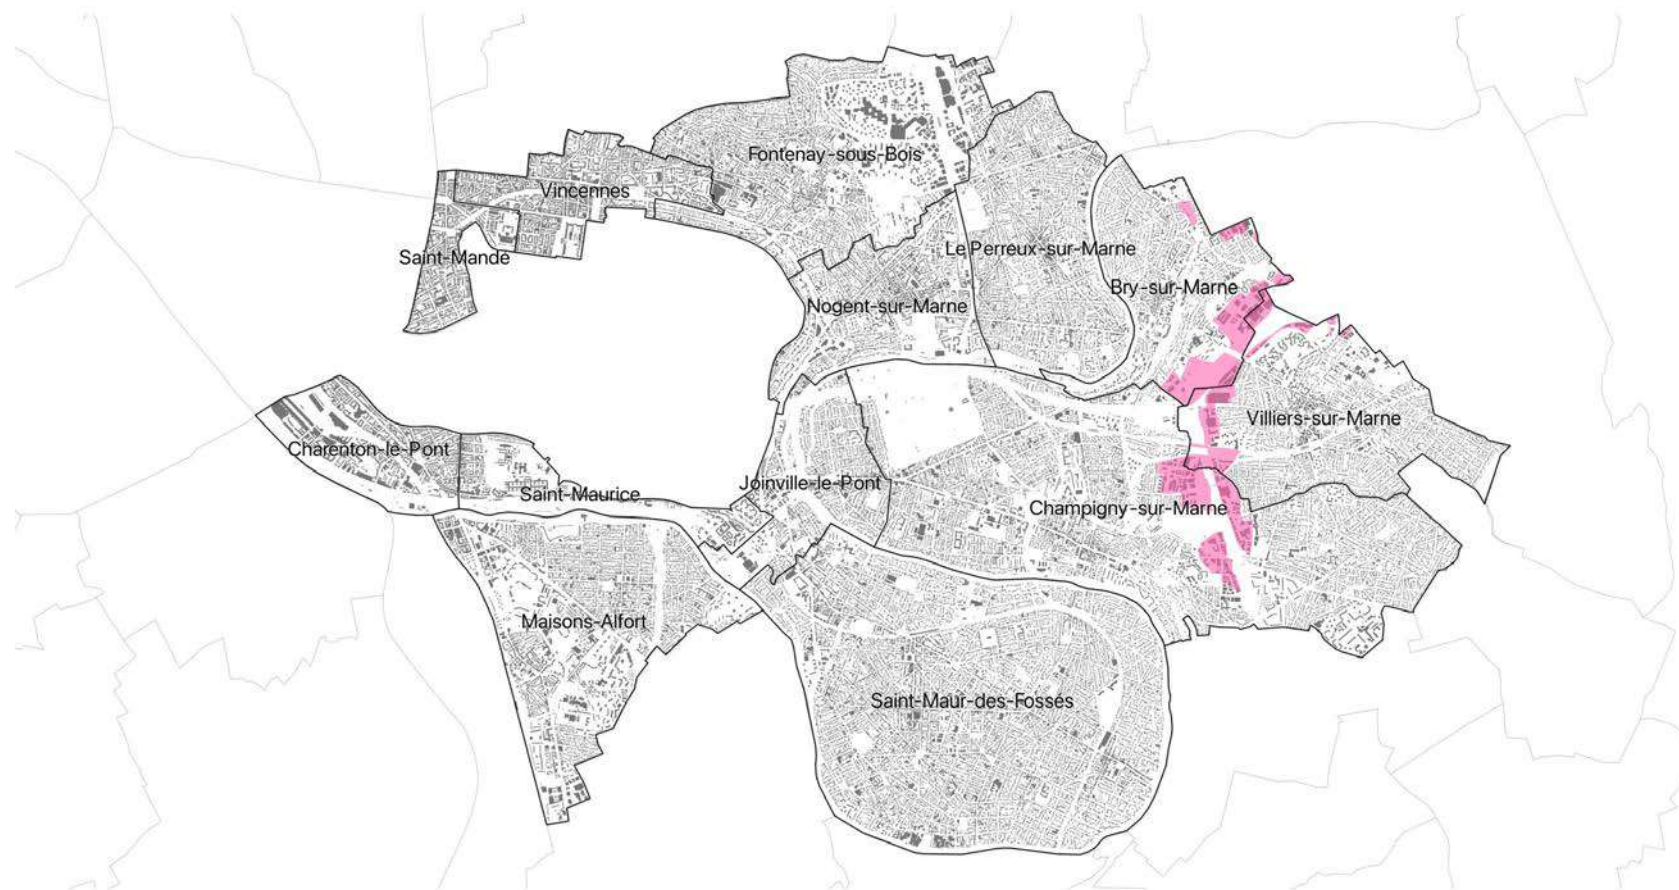 Fontenay-sous-Bois
Vincennes
Saint-Mandé
Le Perreux-sur-Marne
Bry-sur-Marne
Nogent-sur-Marne
Villiers-sur-Marne
Charenton-le-Pont
Saint-Maurice
Joinville-le-Pont
Champigny-sur-Marne
Maisons-Alfort
Saint-Maur-des-Fossés